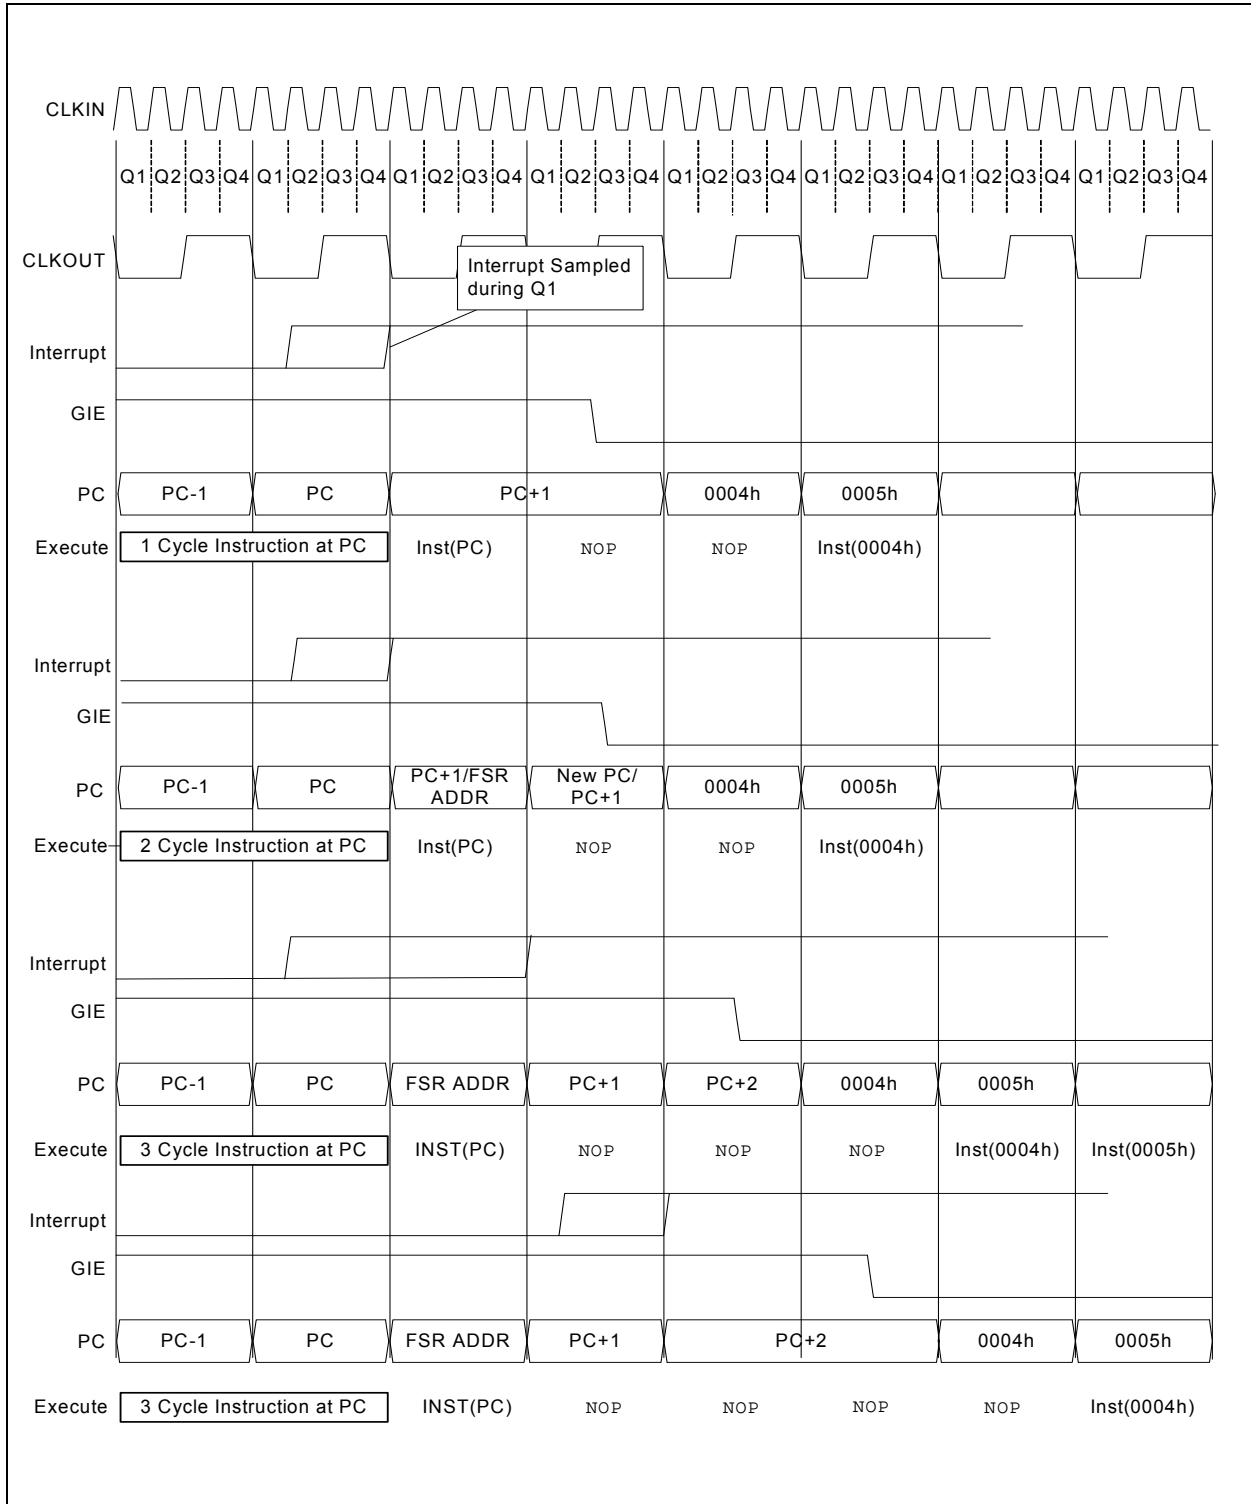 CLKIN
Q1 Q2 Q3 Q4 Q1 Q2 Q3 Q4 Q1 Q2 Q3 Q4 Q1 Q2 Q3 Q4 Q1 Q2 Q3 Q4 Q1 Q2 Q3 Q4 Q1 Q2 Q3 Q4 Q1 Q2 Q3 Q4
CLKOUT
Interrupt Sampled
during Q1
Interrupt
GIE
PC PC-1 PC PC+1 0004h 0005h
Execute 1 Cycle Instruction at PC Inst(PC) NOP NOP Inst(0004h)
Interrupt
GIE
PC PC-1 PC PC+1/FSR ADDR New PC/ PC+1 0004h 0005h
Execute 2 Cycle Instruction at PC Inst(PC) NOP NOP Inst(0004h)
Interrupt
GIE
PC PC-1 PC FSR ADDR PC+1 PC+2 0004h 0005h
Execute 3 Cycle Instruction at PC INST(PC) NOP NOP NOP Inst(0004h) Inst(0005h)
Interrupt
GIE
PC PC-1 PC FSR ADDR PC+1 PC+2 0004h 0005h
Execute 3 Cycle Instruction at PC INST(PC) NOP NOP NOP NOP Inst(0004h)